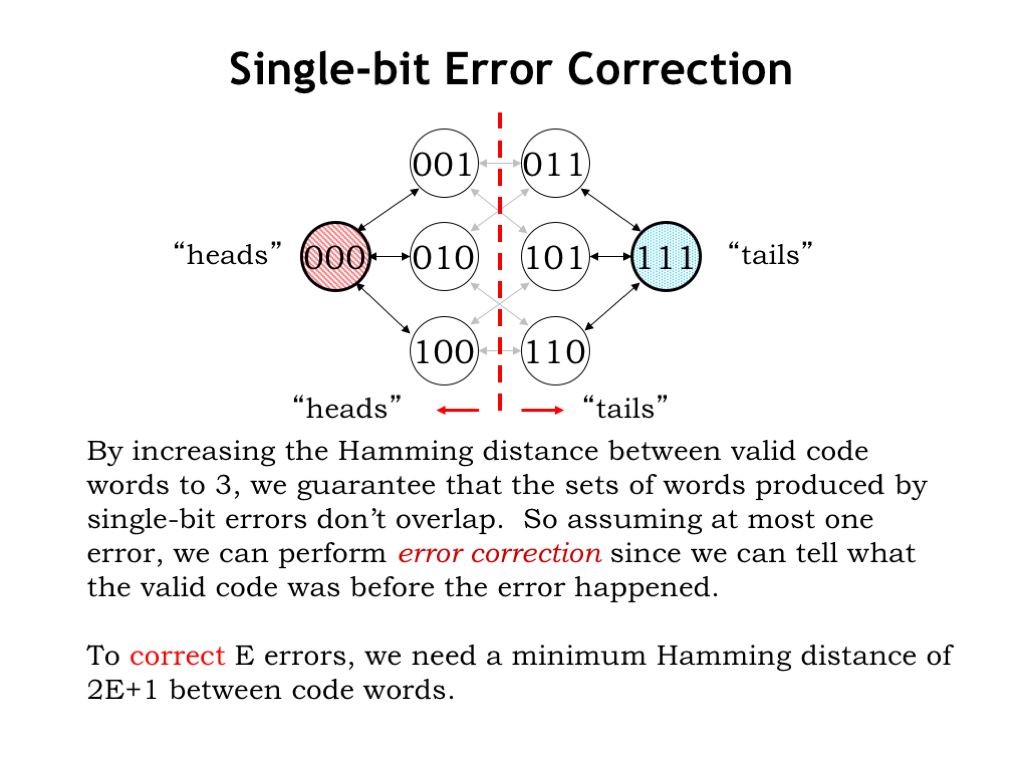 Single-bit Error Correction
001 011
“heads” 000 010 101 111 “tails”
100 110
“heads” “tails”
By increasing the Hamming distance between valid code
words to 3, we guarantee that the sets of words produced by
single-bit errors don’t overlap.  So assuming at most one
error, we can perform error correction since we can tell what
the valid code was before the error happened.
To correct E errors, we need a minimum Hamming distance of
2E+1 between code words.